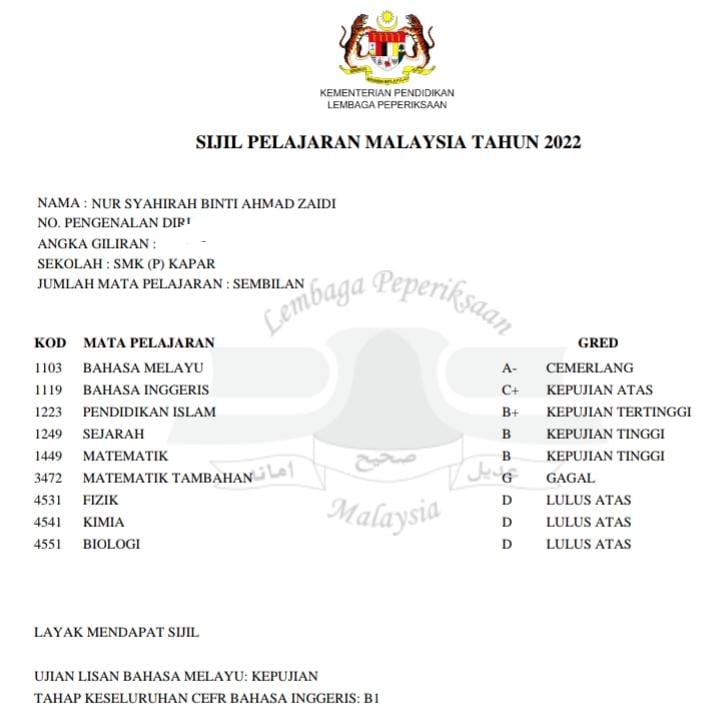 KEMENTERIAN PENDIDIKAN
LEMBAGA PEPERIKSAAN
SIJIL PELAJARAN MALAYSIA TAHUN 2022
NAMA : NUR SYAHIRAH BINTI AHMAD ZAIDI
NO. PENGENALAN DIRI
ANGKA GILIRAN :
SEKOLAH : SMK (P) KAPAR
JUMLAH MATA PELAJARAN : SEMBILAN
Lembaga Peperiksaan
KOD MATA PELAJARAN GRED
1103 BAHASA MELAYU A- CEMERLANG
1119 BAHASA INGGERIS C+ KEPUJIAN ATAS
1223 PENDIDIKAN ISLAM B+ KEPUJIAN TERTINGGI
1249 SEJARAH B KEPUJIAN TINGGI
1449 MATEMATIK B KEPUJIAN TINGGI
3472 MATEMATIK TAMBAHAN G GAGAL
عديل صحيح امانه
4531 FIZIK D LULUS ATAS
Malaysia
4541 KIMIA D LULUS ATAS
4551 BIOLOGI D LULUS ATAS
LAYAK MENDAPAT SIJIL
UJIAN LISAN BAHASA MELAYU: KEPUJIAN
TAHAP KESELURUHAN CEFR BAHASA INGGERIS: B1